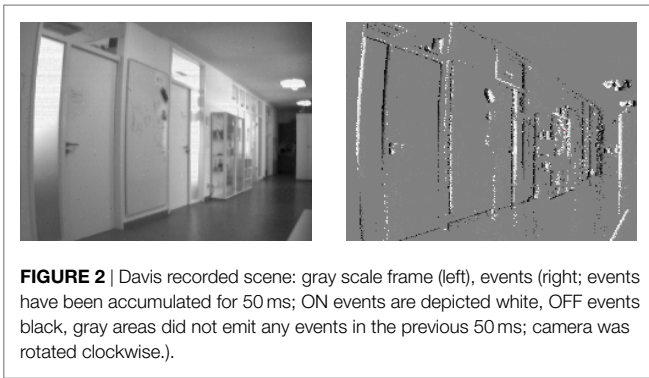 FIGURE 2 | Davis recorded scene: gray scale frame (left), events (right; events
have been accumulated for 50 ms; ON events are depicted white, OFF events
black, gray areas did not emit any events in the previous 50 ms; camera was
rotated clockwise.).